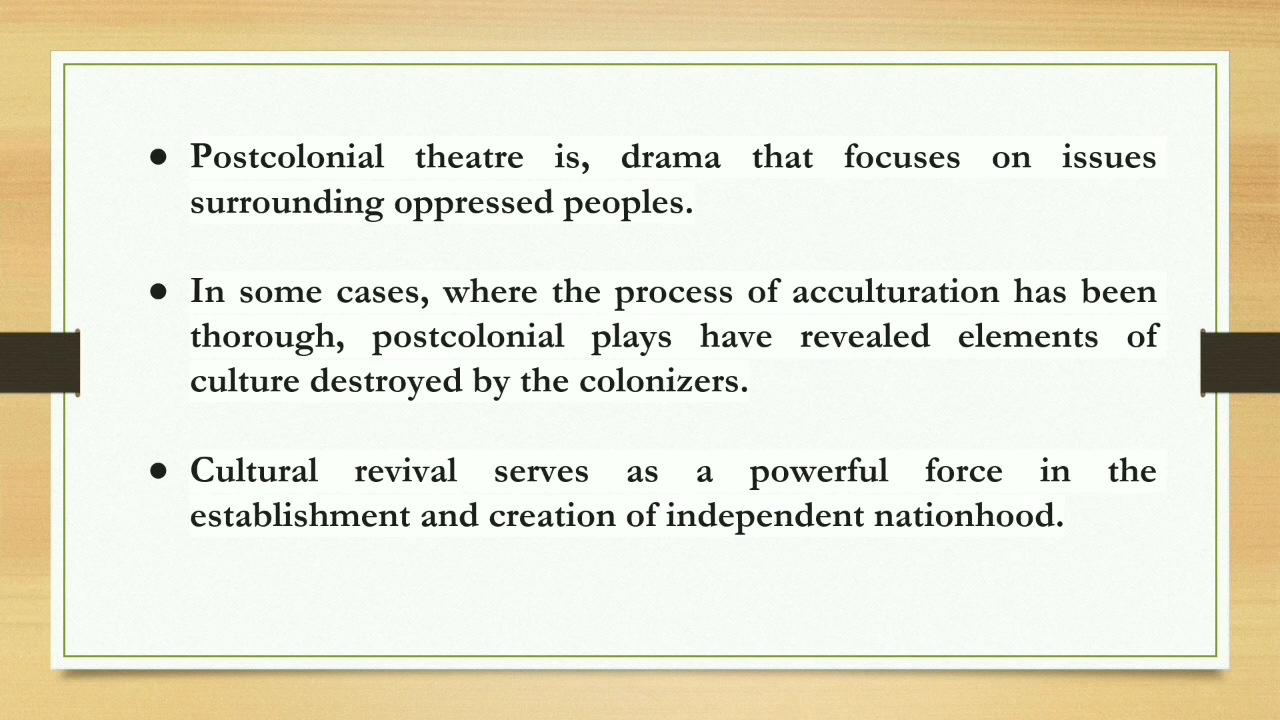 ● Postcolonial theatre is, drama that focuses on issues
surrounding oppressed peoples.
● In some cases, where the process of acculturation has been
thorough, postcolonial plays have revealed elements of
culture destroyed by the colonizers.
● Cultural revival serves as a powerful force in the
establishment and creation of independent nationhood.